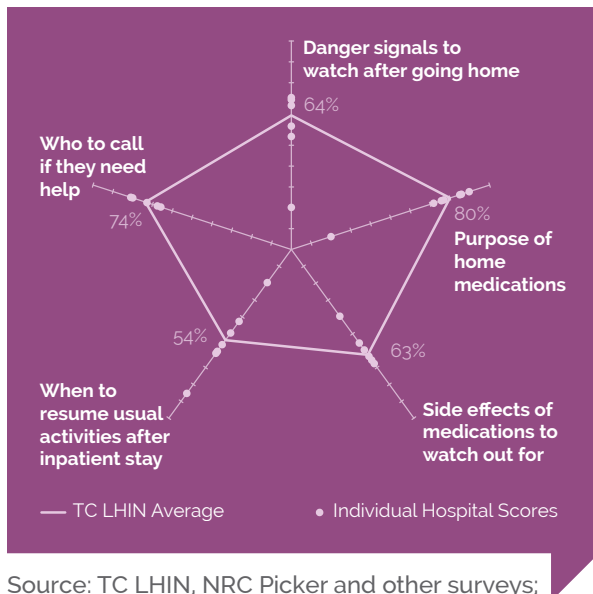 Danger signals to
watch after going home
64%
Who to call
if they need
help
74%
80%
Purpose of
home
medications
54%
63%
When to
resume usual
activities after
inpatient stay
Side effects of
medications to
watch out for
TC LHIN Average
Individual Hospital Scores
Source: TC LHIN, NRC Picker and other surveys;